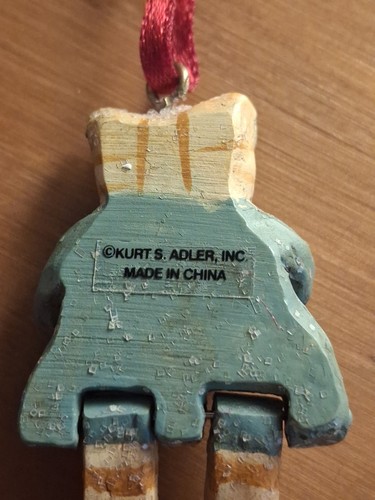 ©KURT S. ADLER, INC
MADE IN CHINA